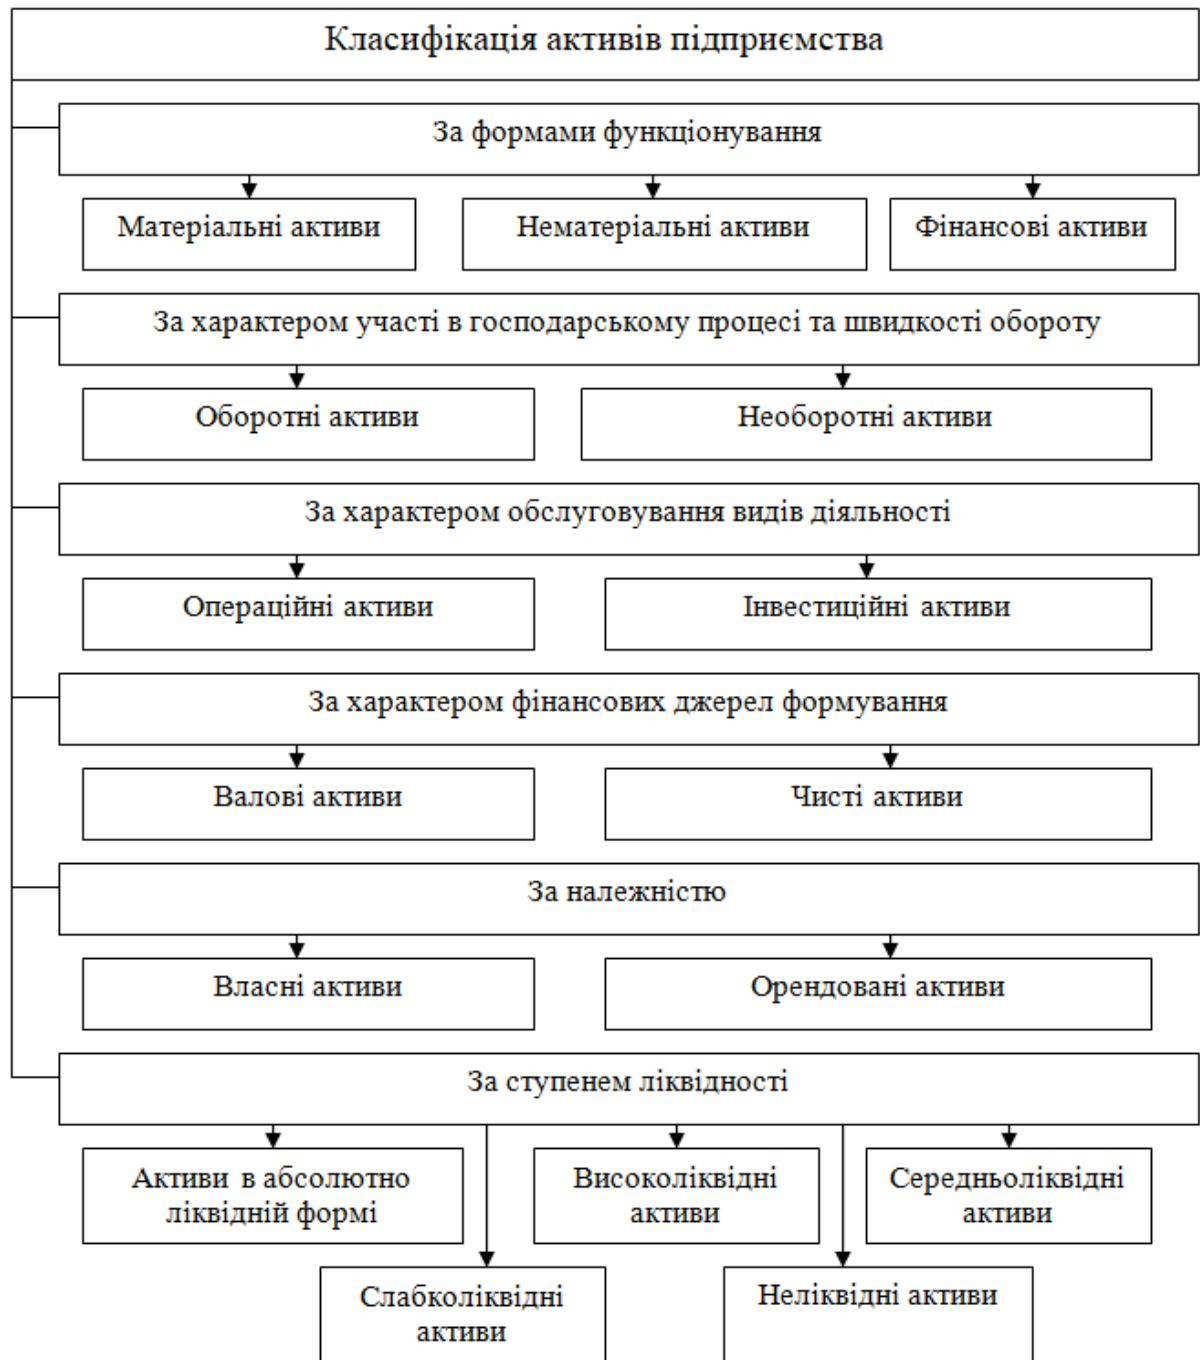 Класифікація активів підприємства
За формами функціонування
Матеріальні активи
Нематеріальні активи
Фінансові активи
За характером участі в господарському процесі та швидкості обороту
Оборотні активи
Необоротні активи
За характером обслуговування видів діяльності
Операційні активи
Інвестиційні активи
За характером фінансових джерел формування
Валові активи
Чисті активи
За належністю
Власні активи
Орендовані активи
За ступенем ліквідності
Активи в абсолютно
ліквідній формі
Високоліквідні
активи
Середньоліквідні
активи
Слабколіквідні
активи
Неліквідні активи